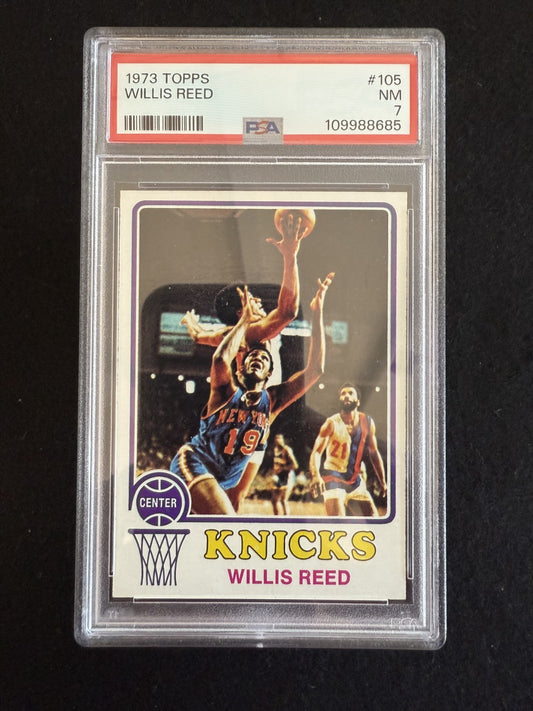 1973 TOPPS #105
WILLIS REED NM
7
PSA 109988685
NEW YORK
19
21
CENTER
KNICKS
WILLIS REED